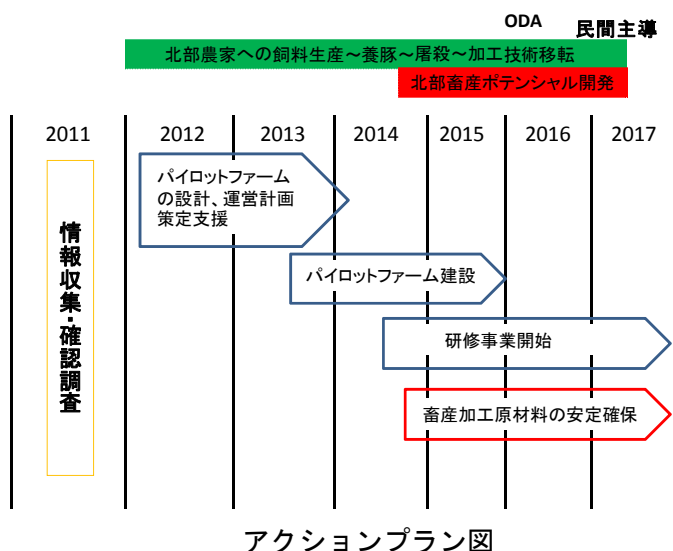 ODA
民間主導
北部農家への飼料生産~養豚~屠殺~加工技術移転
北部畜産ポテンシャル開発
2011 2012 2013 2014 2015 2016 2017
情報収集・確認調査
パイロットファーム
の設計、運営計画
策定支援
パイロットファーム建設
研修事業開始
畜産加工原材料の安定確保
アクションプラン図